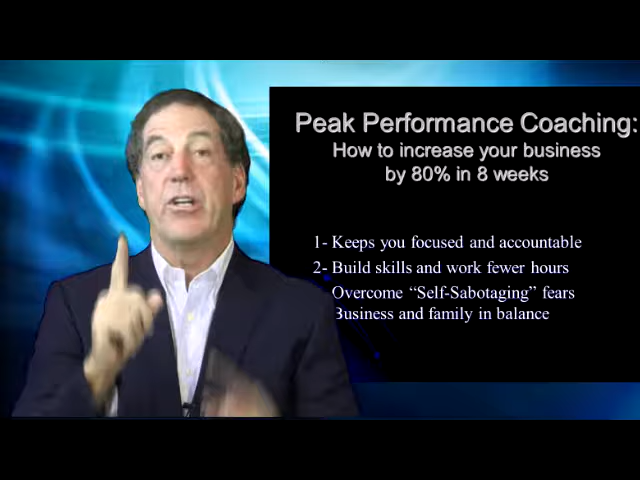 Peak Performance Coaching:
How to increase your business
by 80% in 8 weeks
1- Keeps you focused and accountable
2- Build skills and work fewer hours
Overcome “Self-Sabotaging” fears
Business and family in balance